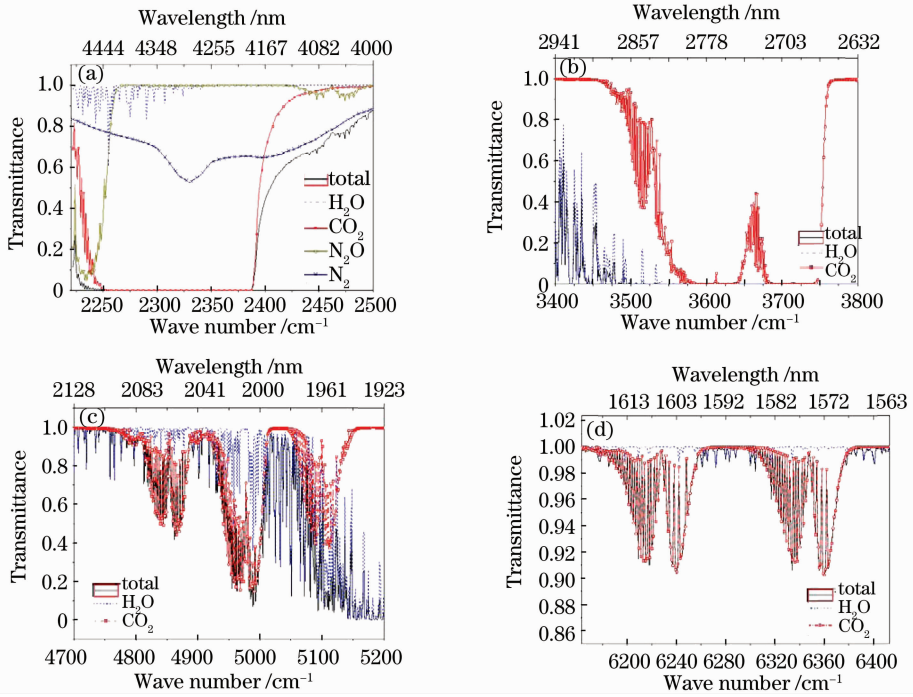 Wavelength /nm
4444 4348 4255 4167 4082 4000
(a)
Transmittance
1.0
0.8
0.6
0.4
0.2
0
total
H₂O
CO₂
N₂O
N₂
2250 2300 2350 2400 2450 2500
Wave number /cm⁻¹
Wavelength /nm
2941 2857 2778 2703 2632
(b)
Transmittance
1.0
0.8
0.6
0.4
0.2
0
total
H₂O
CO₂
3400 3500 3600 3700 3800
Wave number /cm⁻¹
Wavelength /nm
2128 2083 2041 2000 1961 1923
(c)
Transmittance
1.0
0.8
0.6
0.4
0.2
0
total
H₂O
CO₂
4700 4800 4900 5000 5100 5200
Wave number /cm⁻¹
Wavelength /nm
1613 1603 1592 1582 1572 1563
(d)
Transmittance
1.02
1.00
0.98
0.96
0.94
0.92
0.90
0.88
0.86
total
H₂O
CO₂
6200 6240 6280 6320 6360 6400
Wave number /cm⁻¹